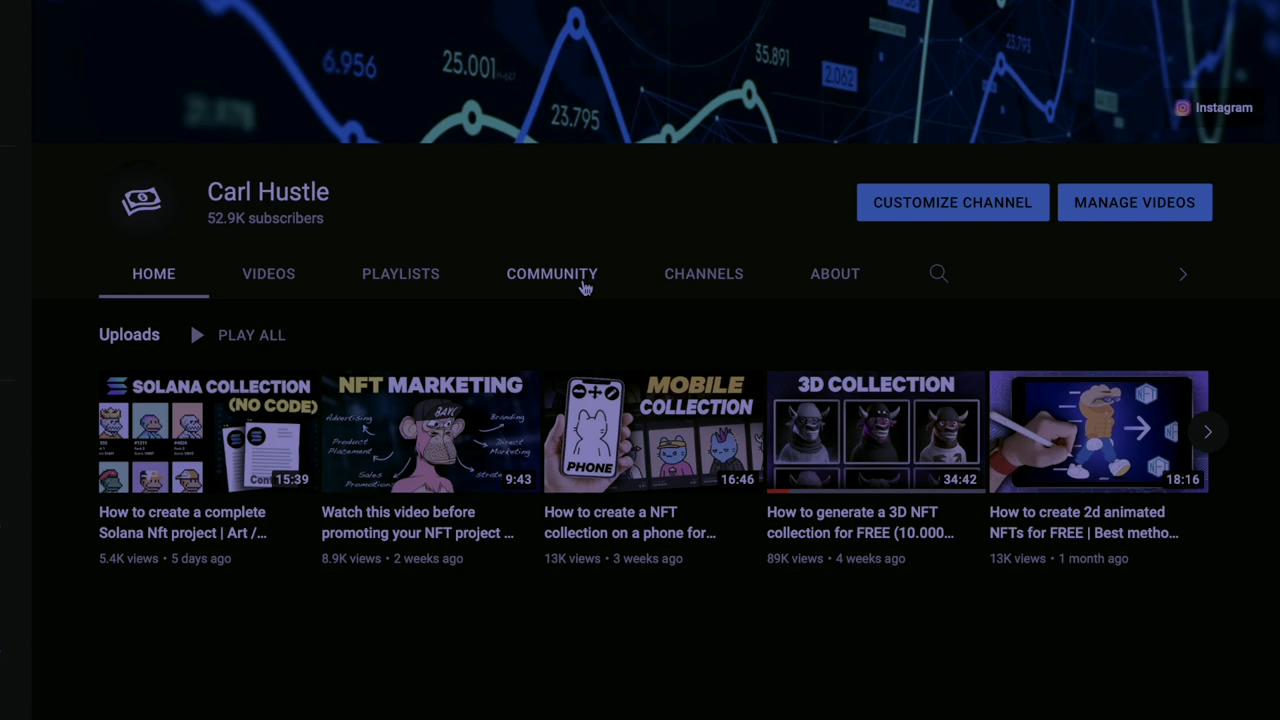 6.956
25.001
23.795
35.891
2.062
23.793
Instagram
Carl Hustle
52.9K subscribers
CUSTOMIZE CHANNEL
MANAGE VIDEOS
HOME
VIDEOS
PLAYLISTS
COMMUNITY
CHANNELS
ABOUT
Uploads
PLAY ALL
SOLANA COLLECTION
(NO CODE)
15:39
NFT MARKETING
Advertising
Product
Placement
Sales
Promotion
BAYC
Branding
Direct
Marketing
9:43
MOBILE
COLLECTION
PHONE
16:46
3D COLLECTION
34:42
18:16
How to create a complete
Solana Nft project | Art /...
5.4K views • 5 days ago
Watch this video before
promoting your NFT project ...
8.9K views • 2 weeks ago
How to create a NFT
collection on a phone for...
13K views • 3 weeks ago
How to generate a 3D NFT
collection for FREE (10.000...
89K views • 4 weeks ago
How to create 2d animated
NFTs for FREE | Best metho...
13K views • 1 month ago